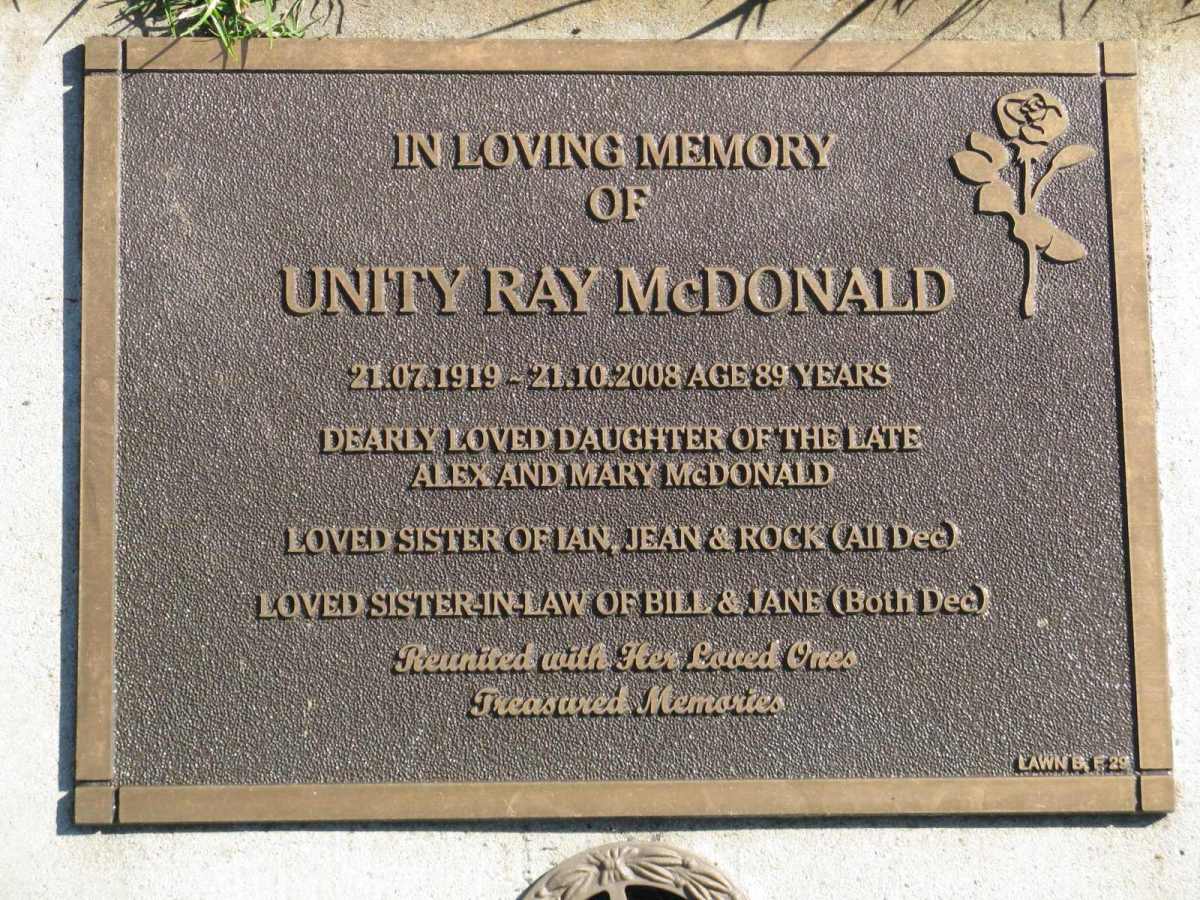 IN LOVING MEMORY
OF
UNITY RAY McDONALD
21.07.1919 ~ 21.10.2008 AGE 89 YEARS
DEARLY LOVED DAUGHTER OF THE LATE
ALEX AND MARY McDONALD
LOVED SISTER OF IAN, JEAN & ROCK (All Dec)
LOVED SISTER-IN-LAW OF BILL & JANE (Both Dec)
Reunited with Her Loved Ones
Treasured Memories
LAWN B, F 29